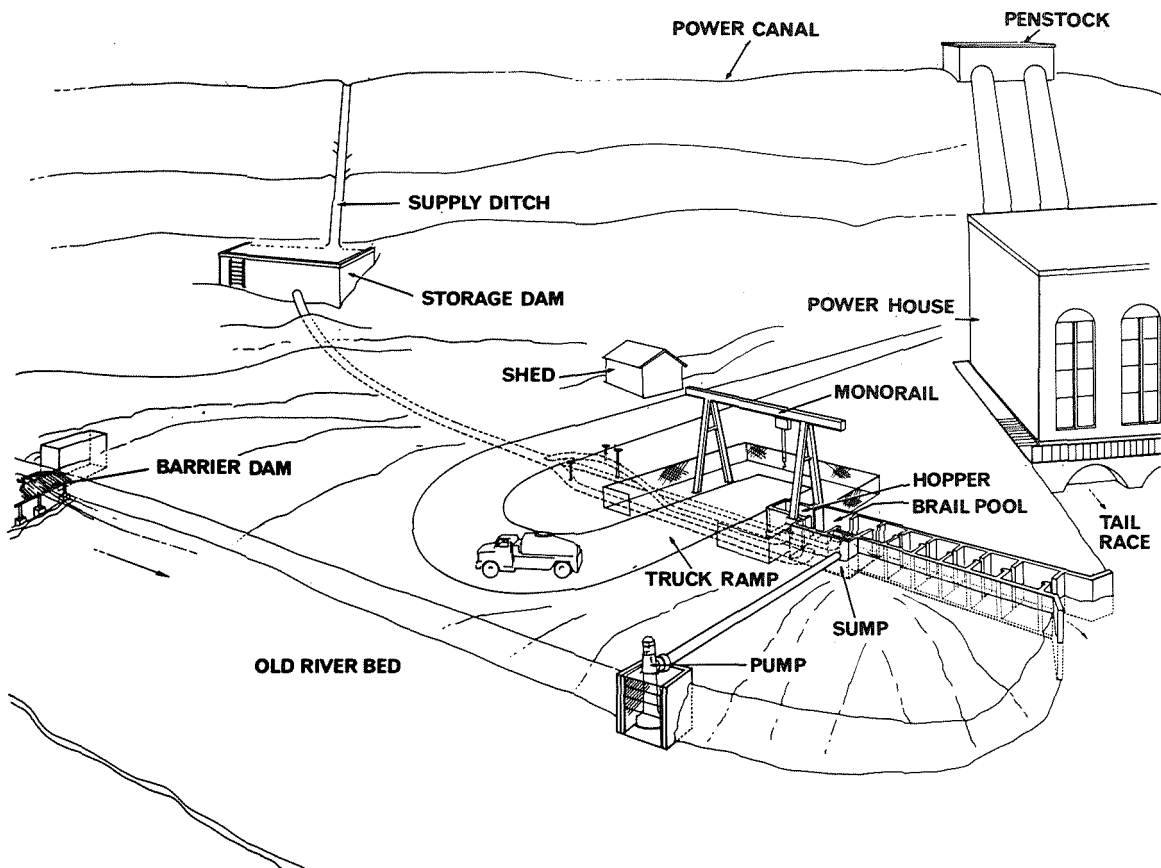 PENSTOCK
POWER CANAL
SUPPLY DITCH
STORAGE DAM
POWER HOUSE
SHED
MONORAIL
BARRIER DAM
HOPPER
BRAIL POOL
TAIL
RACE
TRUCK RAMP
SUMP
OLD RIVER BED
PUMP